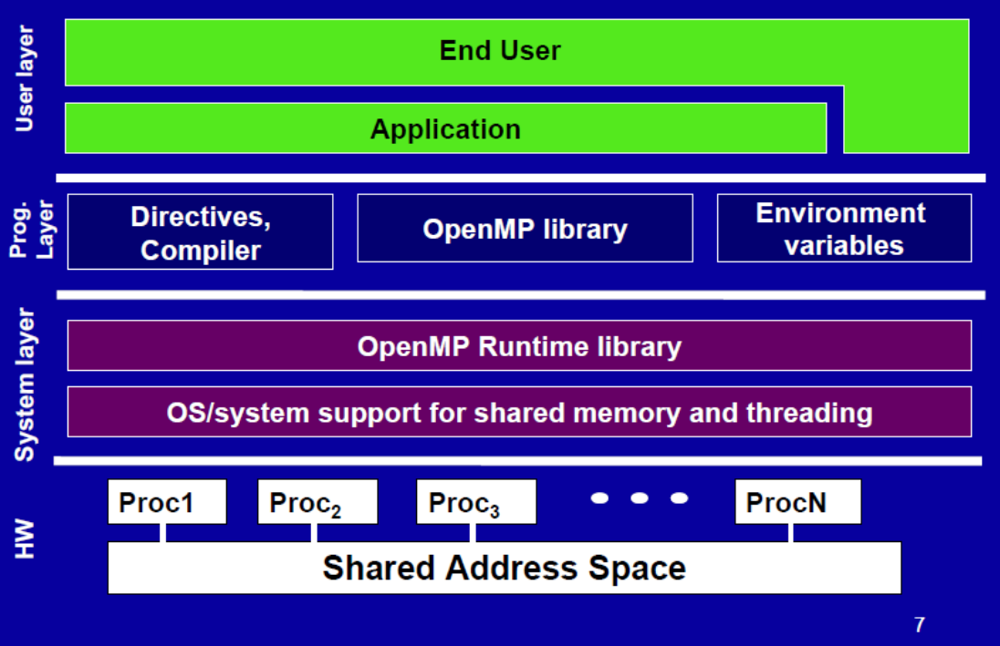 User layer
End User
Application
Prog.
Layer
Directives,
Compiler
OpenMP library
Environment
variables
System layer
OpenMP Runtime library
OS/system support for shared memory and threading
HW
Proc1
Proc₂
Proc₃
• • •
ProcN
Shared Address Space
7